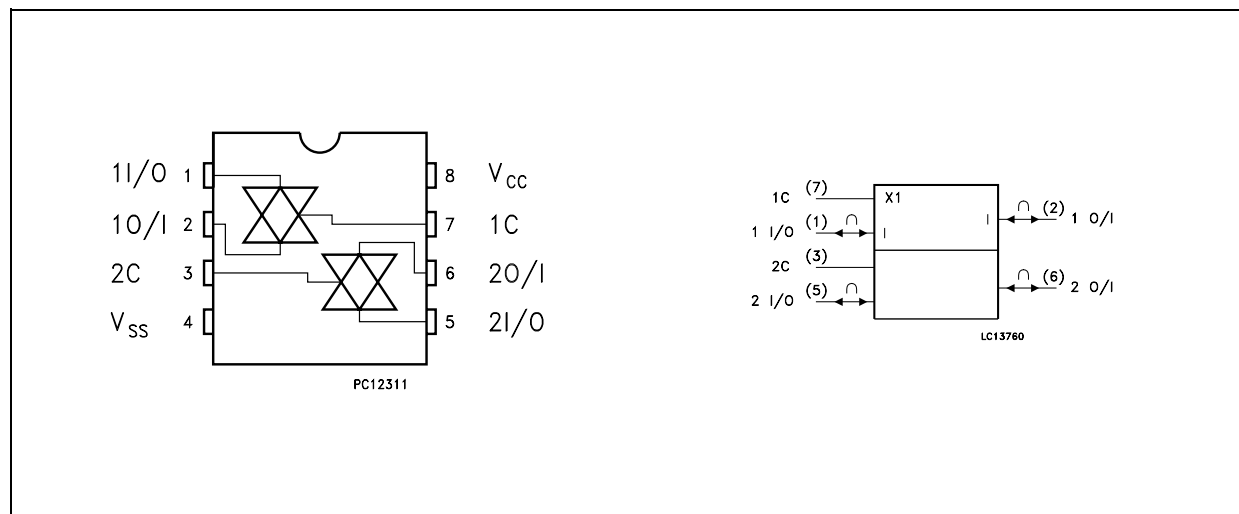 1I/O 1
8 VCC
1O/I 2
7 1C
2C 3
6 2O/I
VSS 4
5 2I/O
PC12311
1C (7)
X1
1 I/O (1) ∩
I
I
∩ (2) 1 O/I
2C (3)
2 I/O (5) ∩
∩ (6) 2 O/I
LC13760